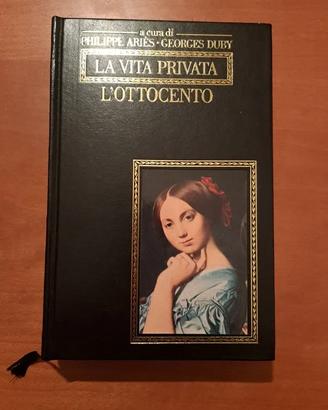 a cura di
PHILIPPE ARIÈS • GEORGES DUBY
LA VITA PRIVATA
L'OTTOCENTO